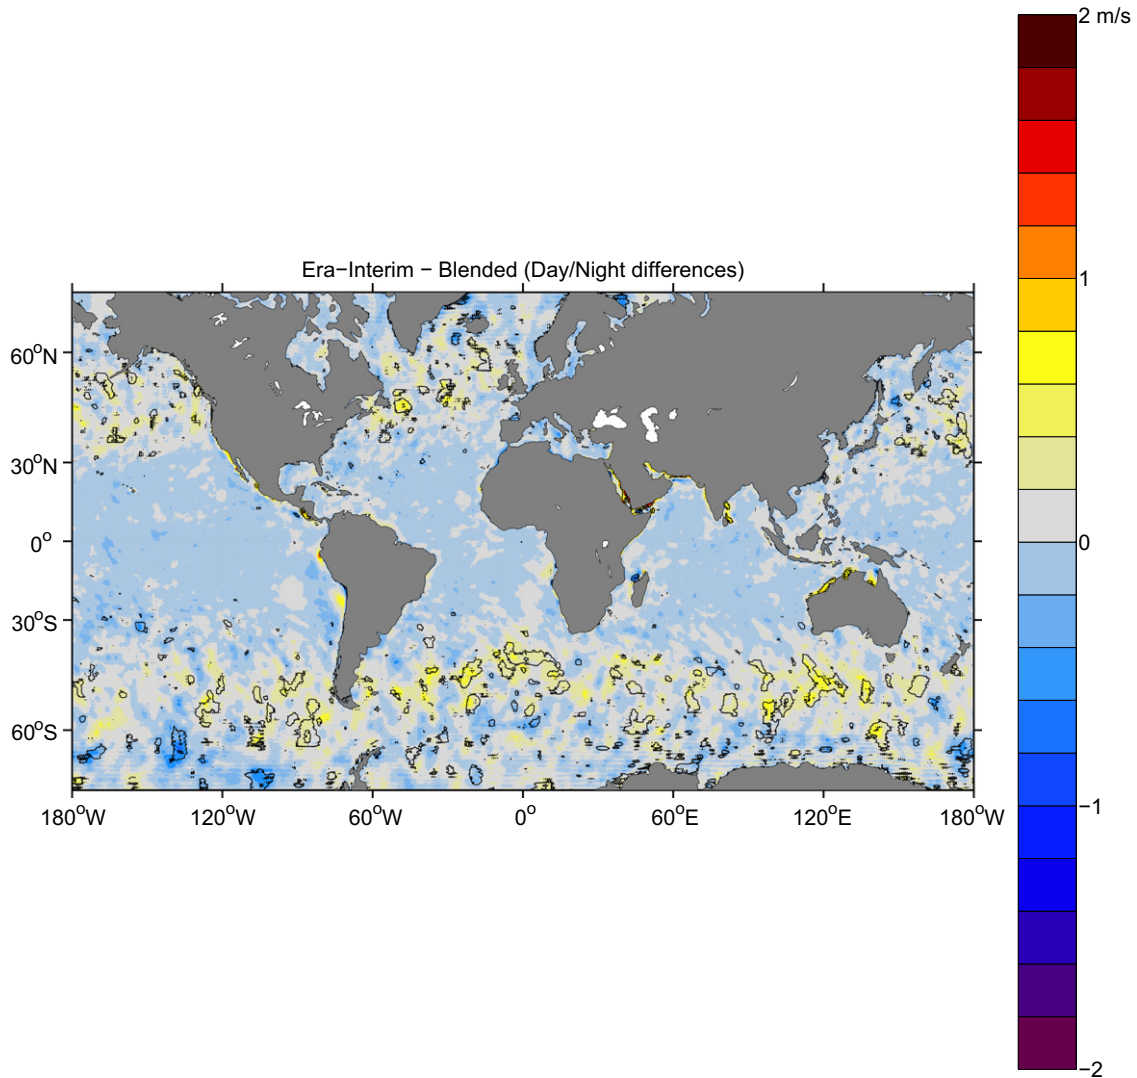 2 m/s
Era−Interim − Blended (Day/Night differences)
1
60°N
30°N
0°
0
30°S
60°S
−1
180°W 120°W 60°W 0° 60°E 120°E 180°W
−2